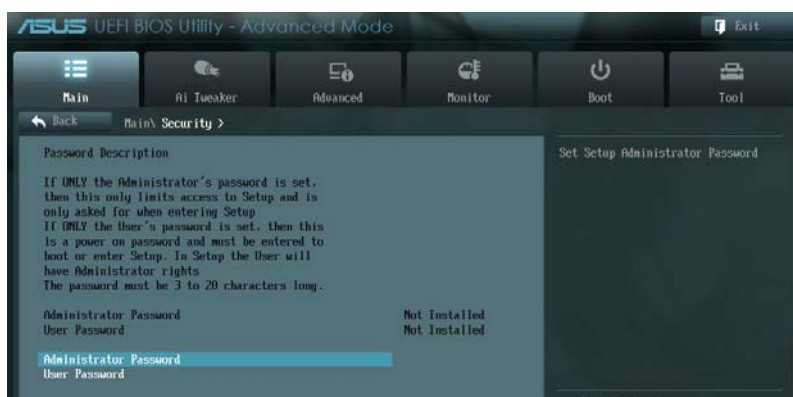 ASUS UEFI BIOS Utility - Advanced Mode
Exit
Main
Ai Tweaker
Advanced
Monitor
Boot
Tool
Back
Main\ Security >
Password Description
If ONLY the Administrator's password is set,
then this only limits access to Setup and is
only asked for when entering Setup
If ONLY the User's password is set, then this
is a power on password and must be entered to
boot or enter Setup. In Setup the User will
have Administrator rights
The password must be 3 to 20 characters long.
Administrator Password Not Installed
User Password Not Installed
Administrator Password
User Password
Set Setup Administrator Password